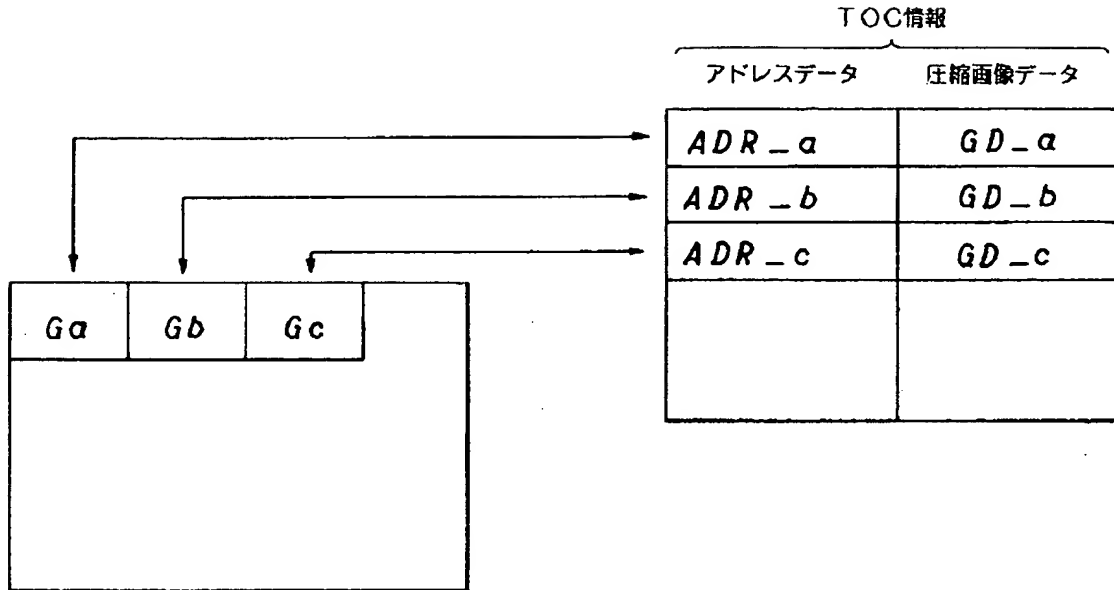 TOC情報
アドレスデータ 圧縮画像データ
ADR_a GD_a
ADR_b GD_b
ADR_c GD_c
Ga Gb Gc